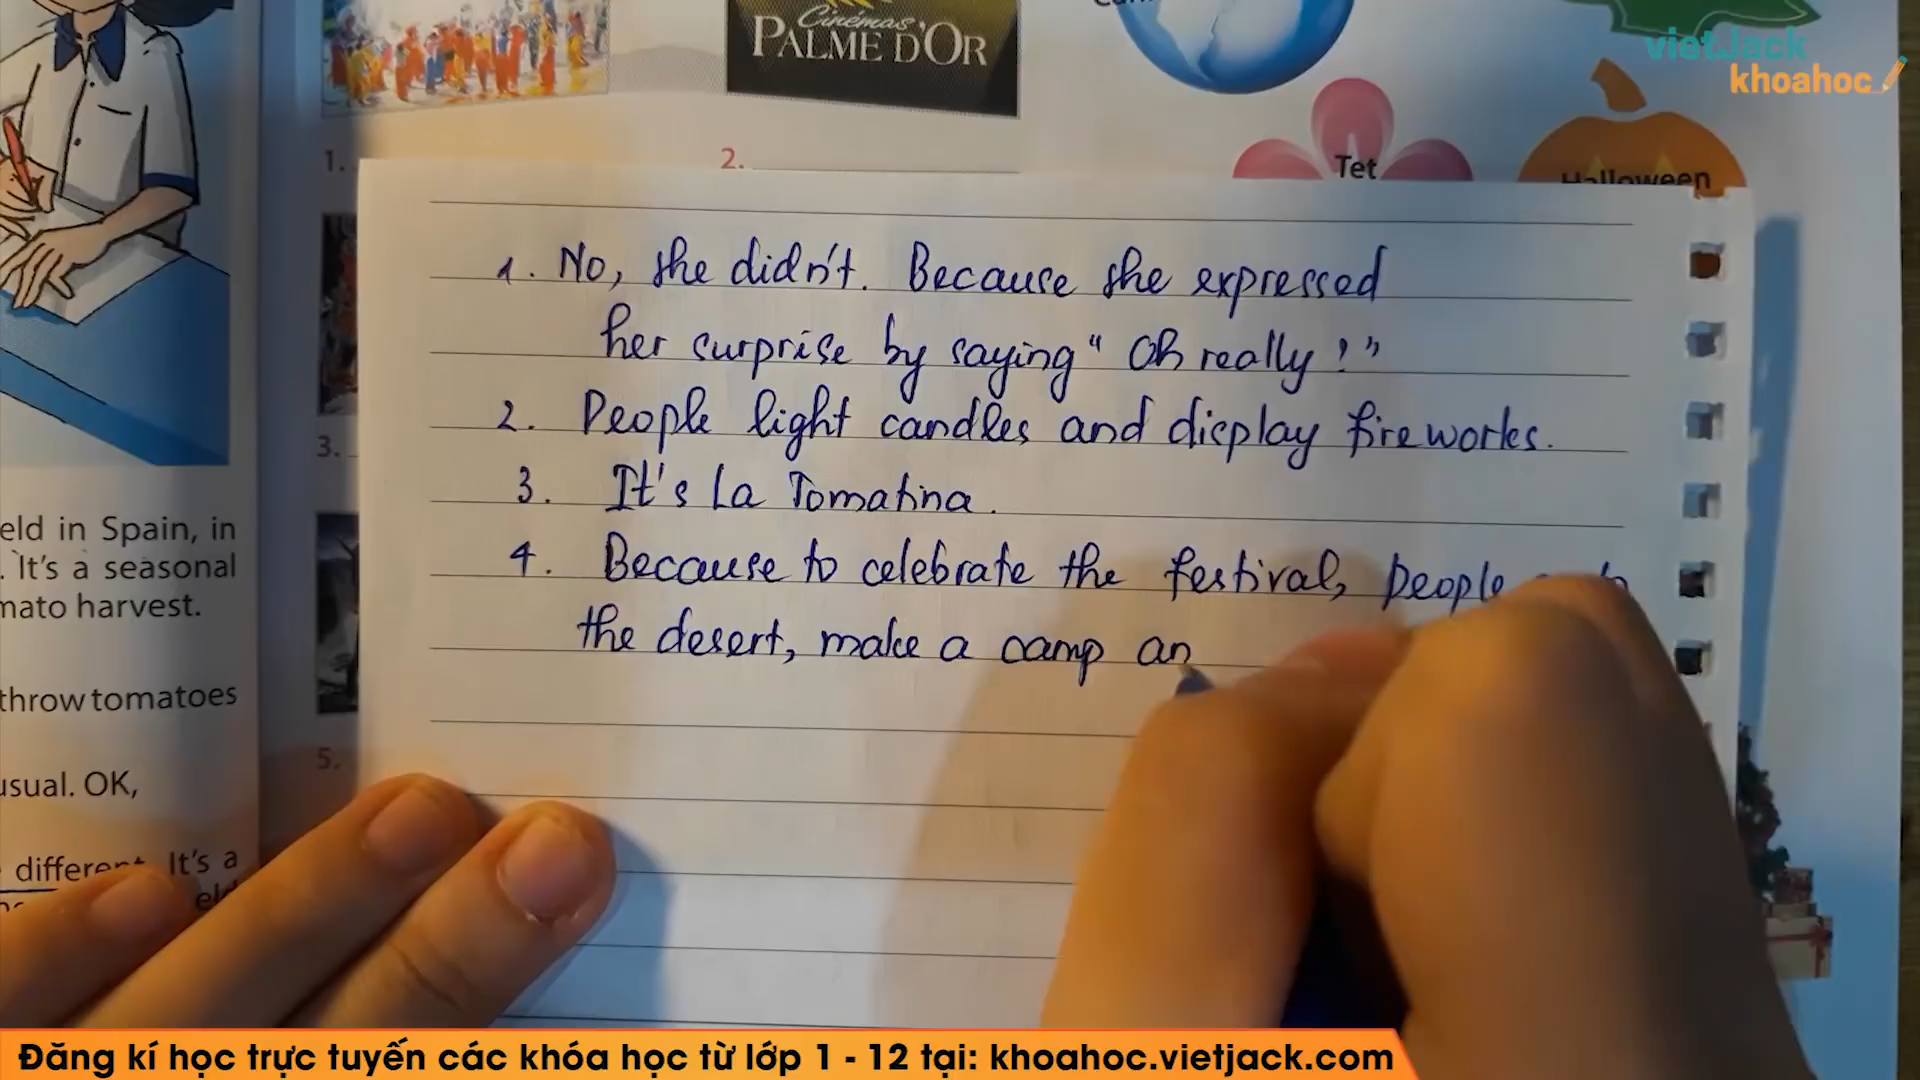 Cinémas
PALME D'OR
vietJack
khoahoc
1.
2.
Tet
Halloween
1. No, she didn't. Because she expressed
her surprise by saying "Oh really!"
2. People light candles and display fireworks.
3. It's La Tomatina.
4. Because to celebrate the festival, people
the desert, make a camp an
3.
5.
eld in Spain, in
. It's a seasonal
mato harvest.
throw tomatoes
usual. OK,
different. It's a
Đăng kí học trực tuyến các khóa học từ lớp 1 - 12 tại: khoahoc.vietjack.com